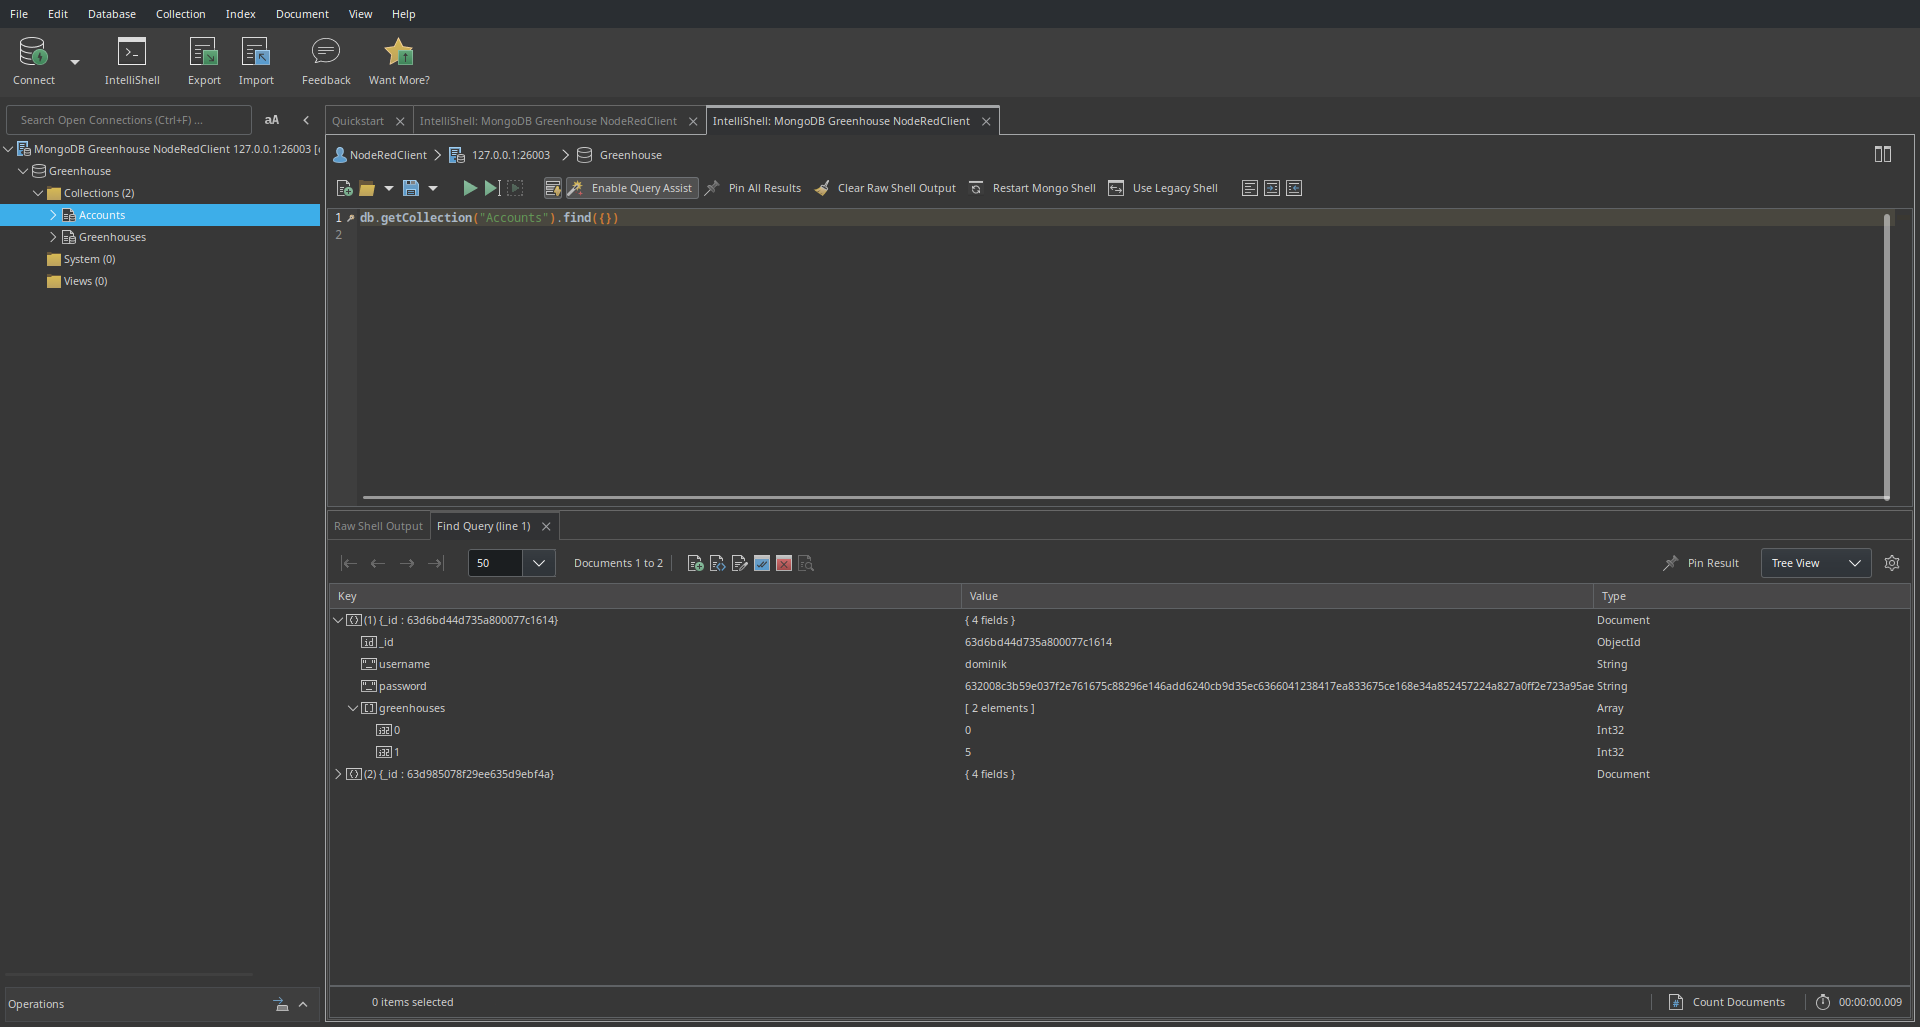 File Edit Database Collection Index Document View Help
Connect IntelliShell Export Import Feedback Want More?
Search Open Connections (Ctrl+F) ... aA
Quickstart IntelliShell: MongoDB Greenhouse NodeRedClient IntelliShell: MongoDB Greenhouse NodeRedClient
MongoDB Greenhouse NodeRedClient 127.0.0.1:26003
Greenhouse
Collections (2)
Accounts
Greenhouses
System (0)
Views (0)
NodeRedClient 127.0.0.1:26003 Greenhouse
Enable Query Assist Pin All Results Clear Raw Shell Output Restart Mongo Shell Use Legacy Shell
1 db.getCollection("Accounts").find({})
2
Raw Shell Output Find Query (line 1)
50 Documents 1 to 2 Pin Result Tree View
Key Value Type
(1) {_id : 63d6bd44d735a800077c1614} { 4 fields } Document
_id 63d6bd44d735a800077c1614 ObjectId
username dominik String
password 632008c3b59e037f2e761675c88296e146add6240cb9d35ec6366041238417ea833675ce168e34a852457224a827a0ff2e723a95ae String
greenhouses [ 2 elements ] Array
0 0 Int32
1 5 Int32
(2) {_id : 63d985078f29ee635d9ebf4a} { 4 fields } Document
Operations
0 items selected Count Documents 00:00:00.009